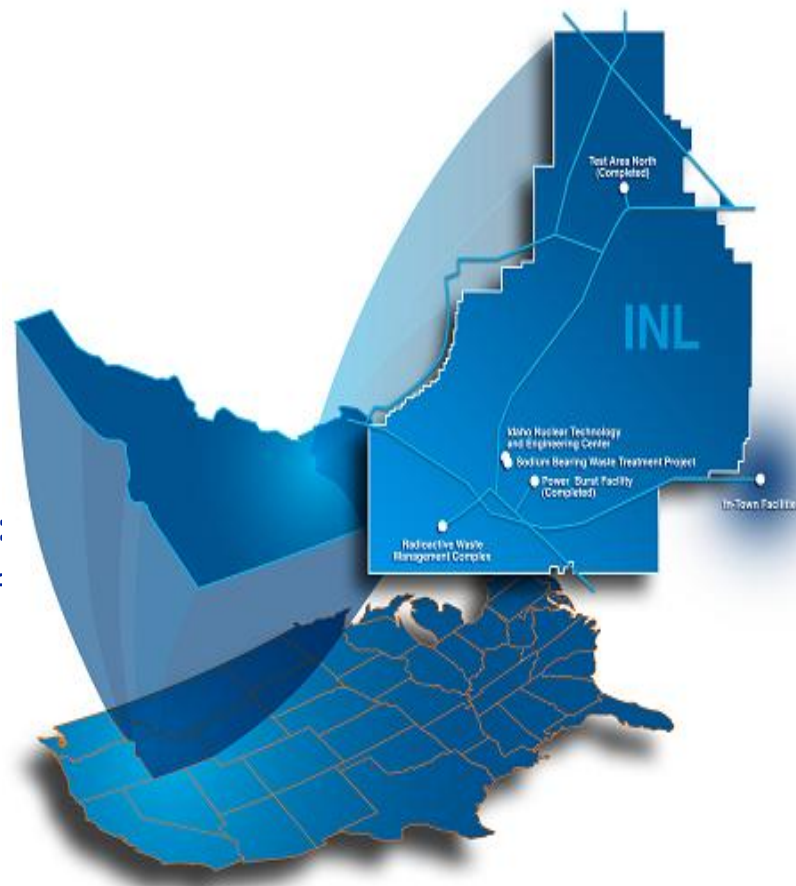 Test Area North
(Completed)
INL
Idaho Nuclear Technology
and Engineering Center
Sodium Bearing Waste Treatment Project
Power Burst Facility
(Completed)
In-Town Facilities
Radioactive Waste
Management Complex